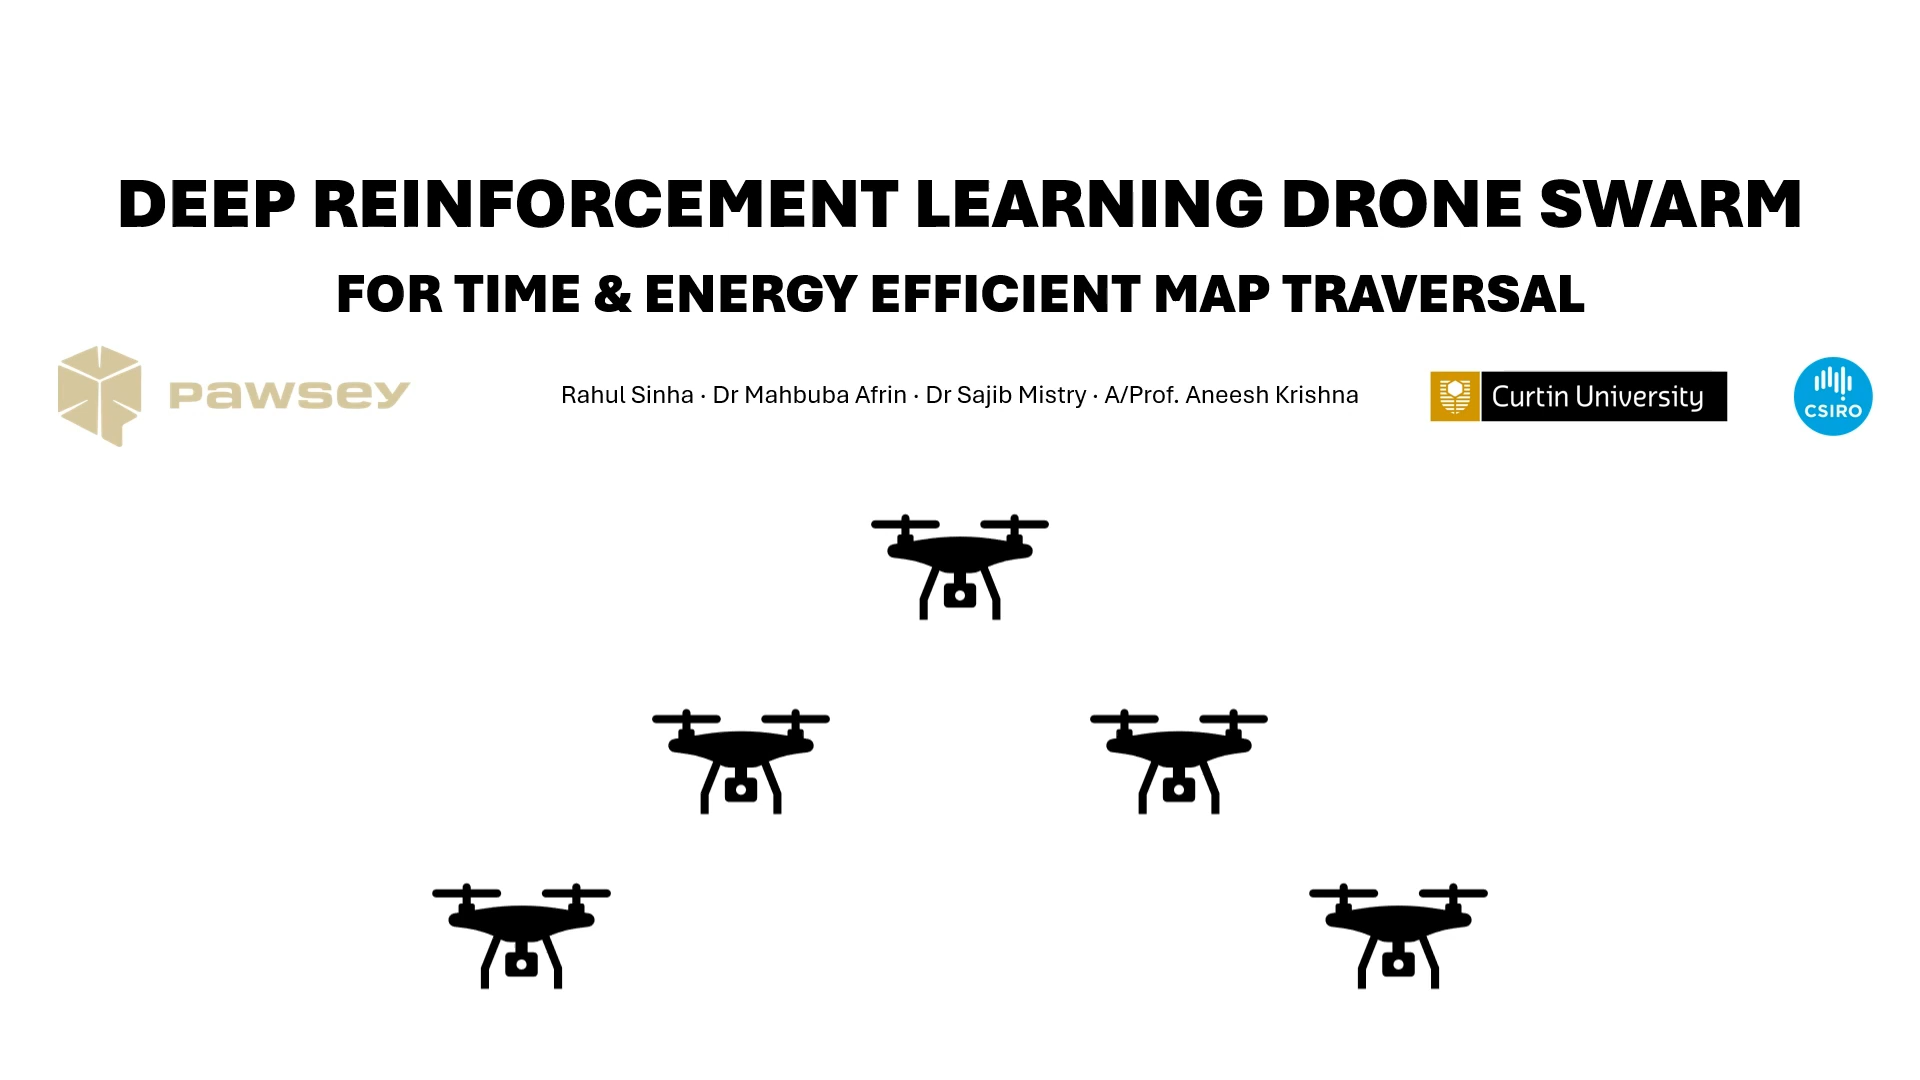 DEEP REINFORCEMENT LEARNING DRONE SWARM
FOR TIME & ENERGY EFFICIENT MAP TRAVERSAL
pawsey
Rahul Sinha · Dr Mahbuba Afrin · Dr Sajib Mistry · A/Prof. Aneesh Krishna
Curtin University
CSIRO